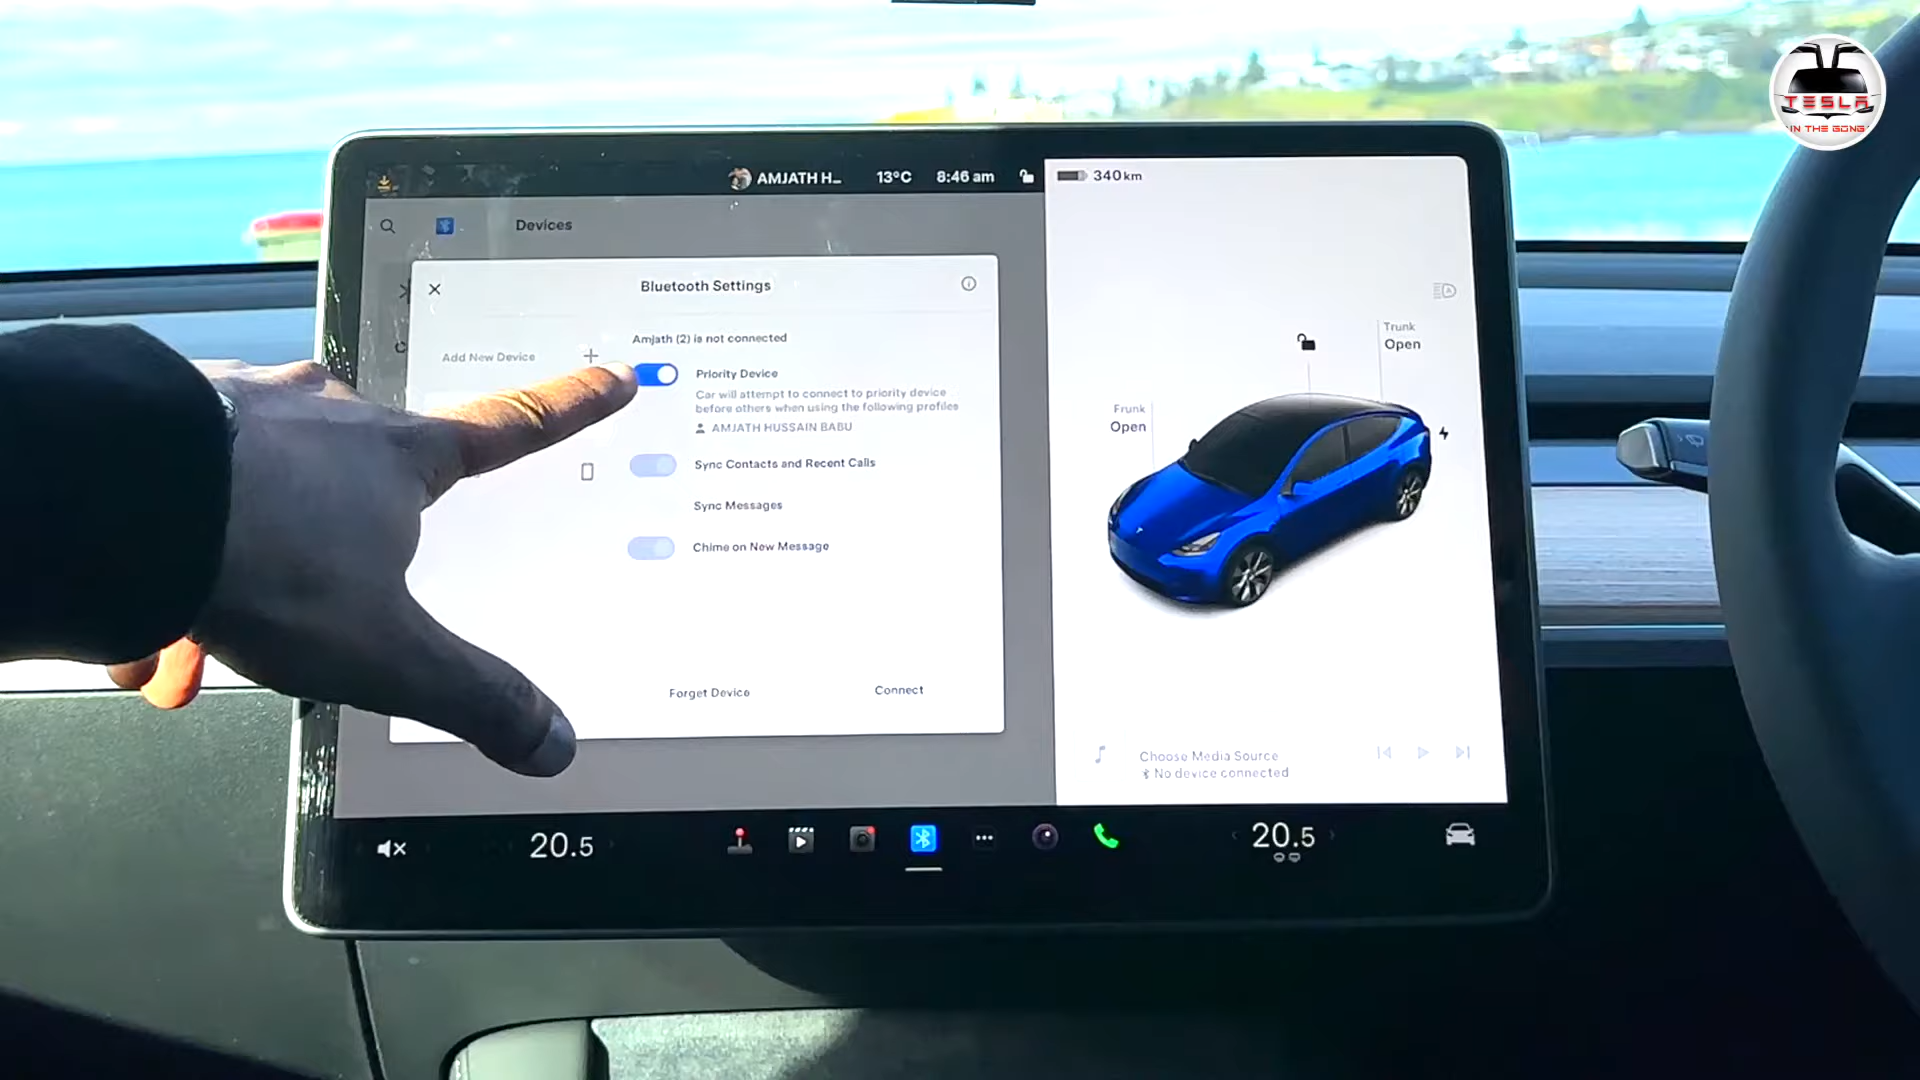 TESLA
IN THE GONG
AMJATH H...
13°C
8:46 am
340 km
Devices
Bluetooth Settings
Add New Device
Amjath (2) is not connected
Priority Device
Car will attempt to connect to priority device
before others when using the following profiles
AMJATH HUSSAIN BABU
Sync Contacts and Recent Calls
Sync Messages
Chime on New Message
Forget Device
Connect
Trunk
Open
Frunk
Open
Choose Media Source
No device connected
20.5
20.5